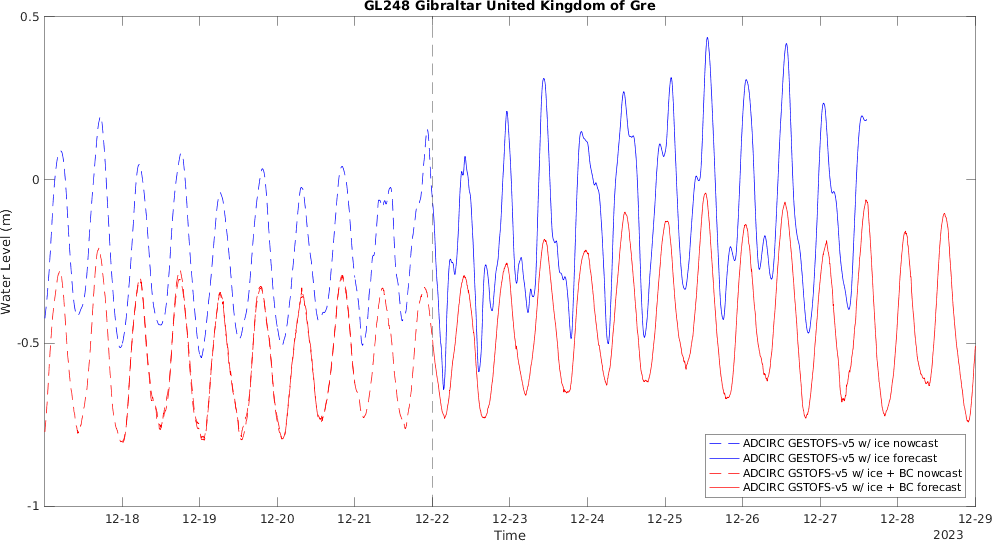 GL248 Gibraltar United Kingdom of Gre
Water Level (m)
0.5
0
-0.5
-1
12-18 12-19 12-20 12-21 12-22 12-23 12-24 12-25 12-26 12-27 12-28 12-29
Time
2023
ADCIRC GESTOFS-v5 w/ ice nowcast
ADCIRC GESTOFS-v5 w/ ice forecast
ADCIRC GSTOFS-v5 w/ ice + BC nowcast
ADCIRC GSTOFS-v5 w/ ice + BC forecast